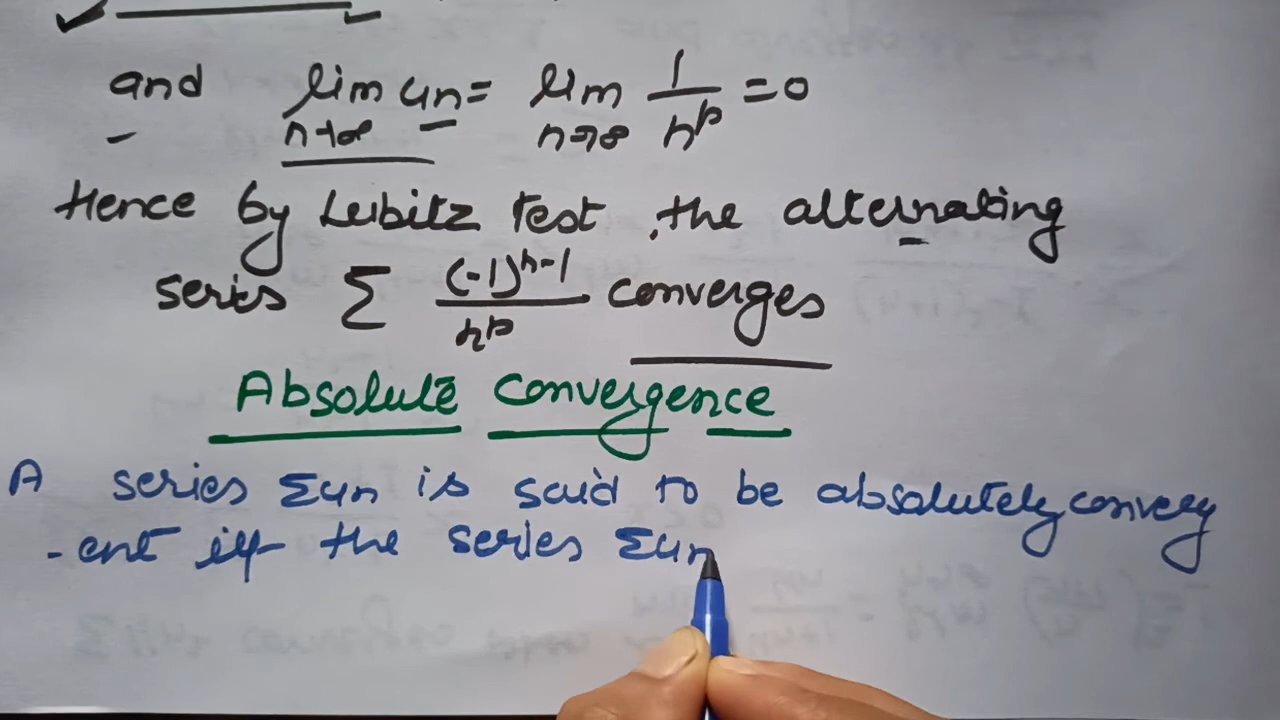 and lim un = lim 1/n^p = 0
n→∞ n→∞
Hence by Leibitz Test, the alternating
series Σ (-1)^n-1/n^p converges
Absolute Convergence
A series Σun is said to be absolutely converg
-ent if the series Σun